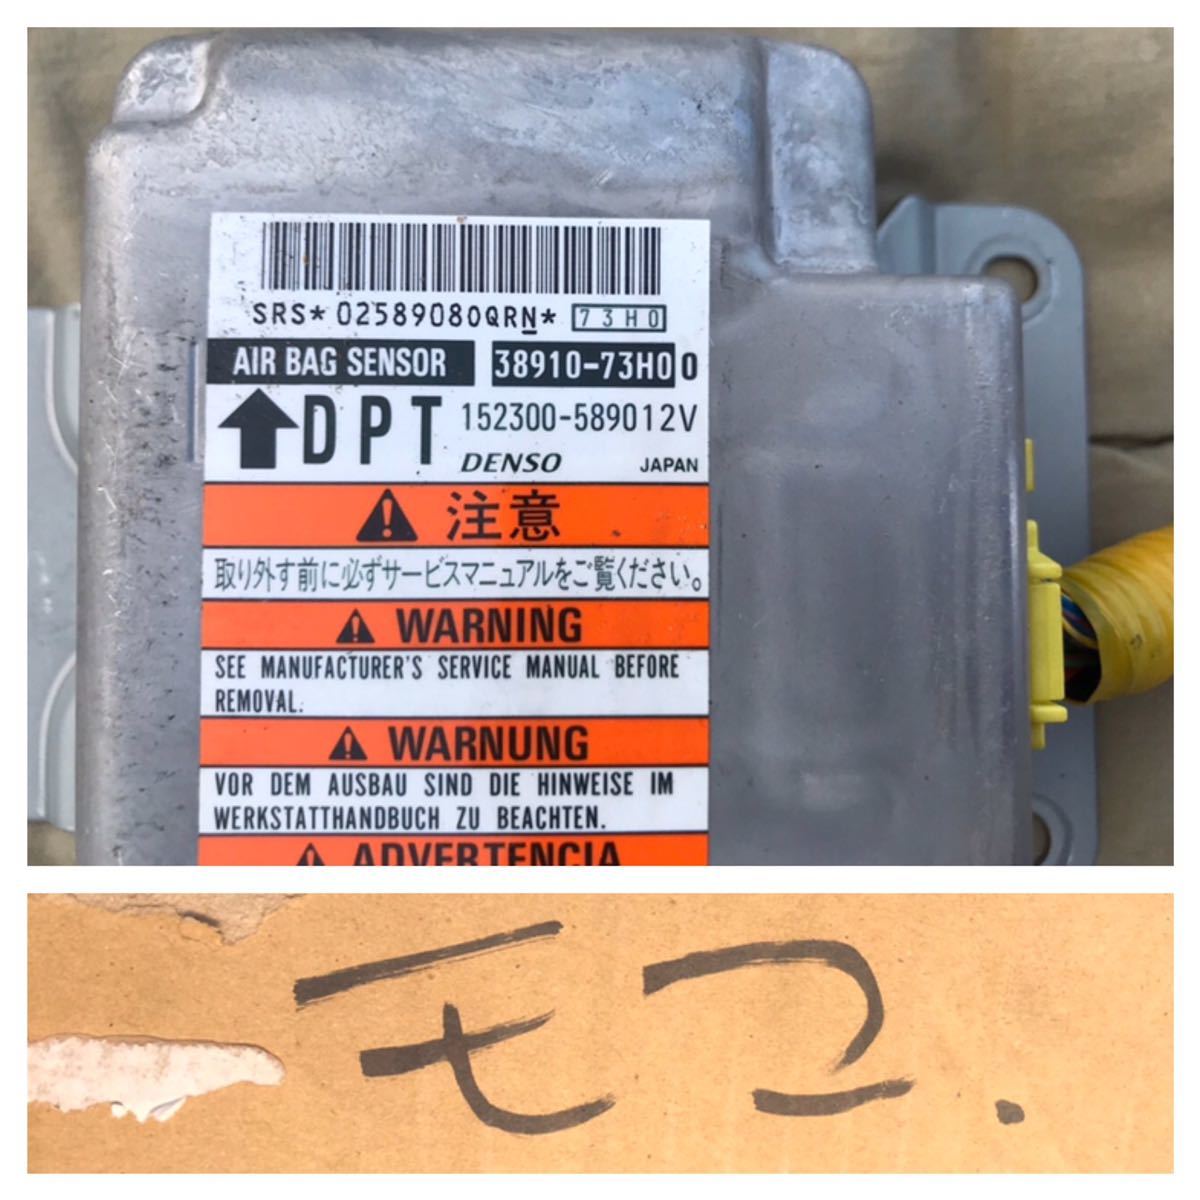 SRS*02589080QRN* 73H0
AIR BAG SENSOR 38910-73H00
DPT 152300-589012V
DENSO JAPAN
注意
取り外す前に必ずサービスマニュアルをご覧ください。
WARNING
SEE MANUFACTURER'S SERVICE MANUAL BEFORE
REMOVAL.
WARNUNG
VOR DEM AUSBAU SIND DIE HINWEISE IM
WERKSTATTHANDBUCH ZU BEACHTEN.
ADVERTENCIA
モコ.